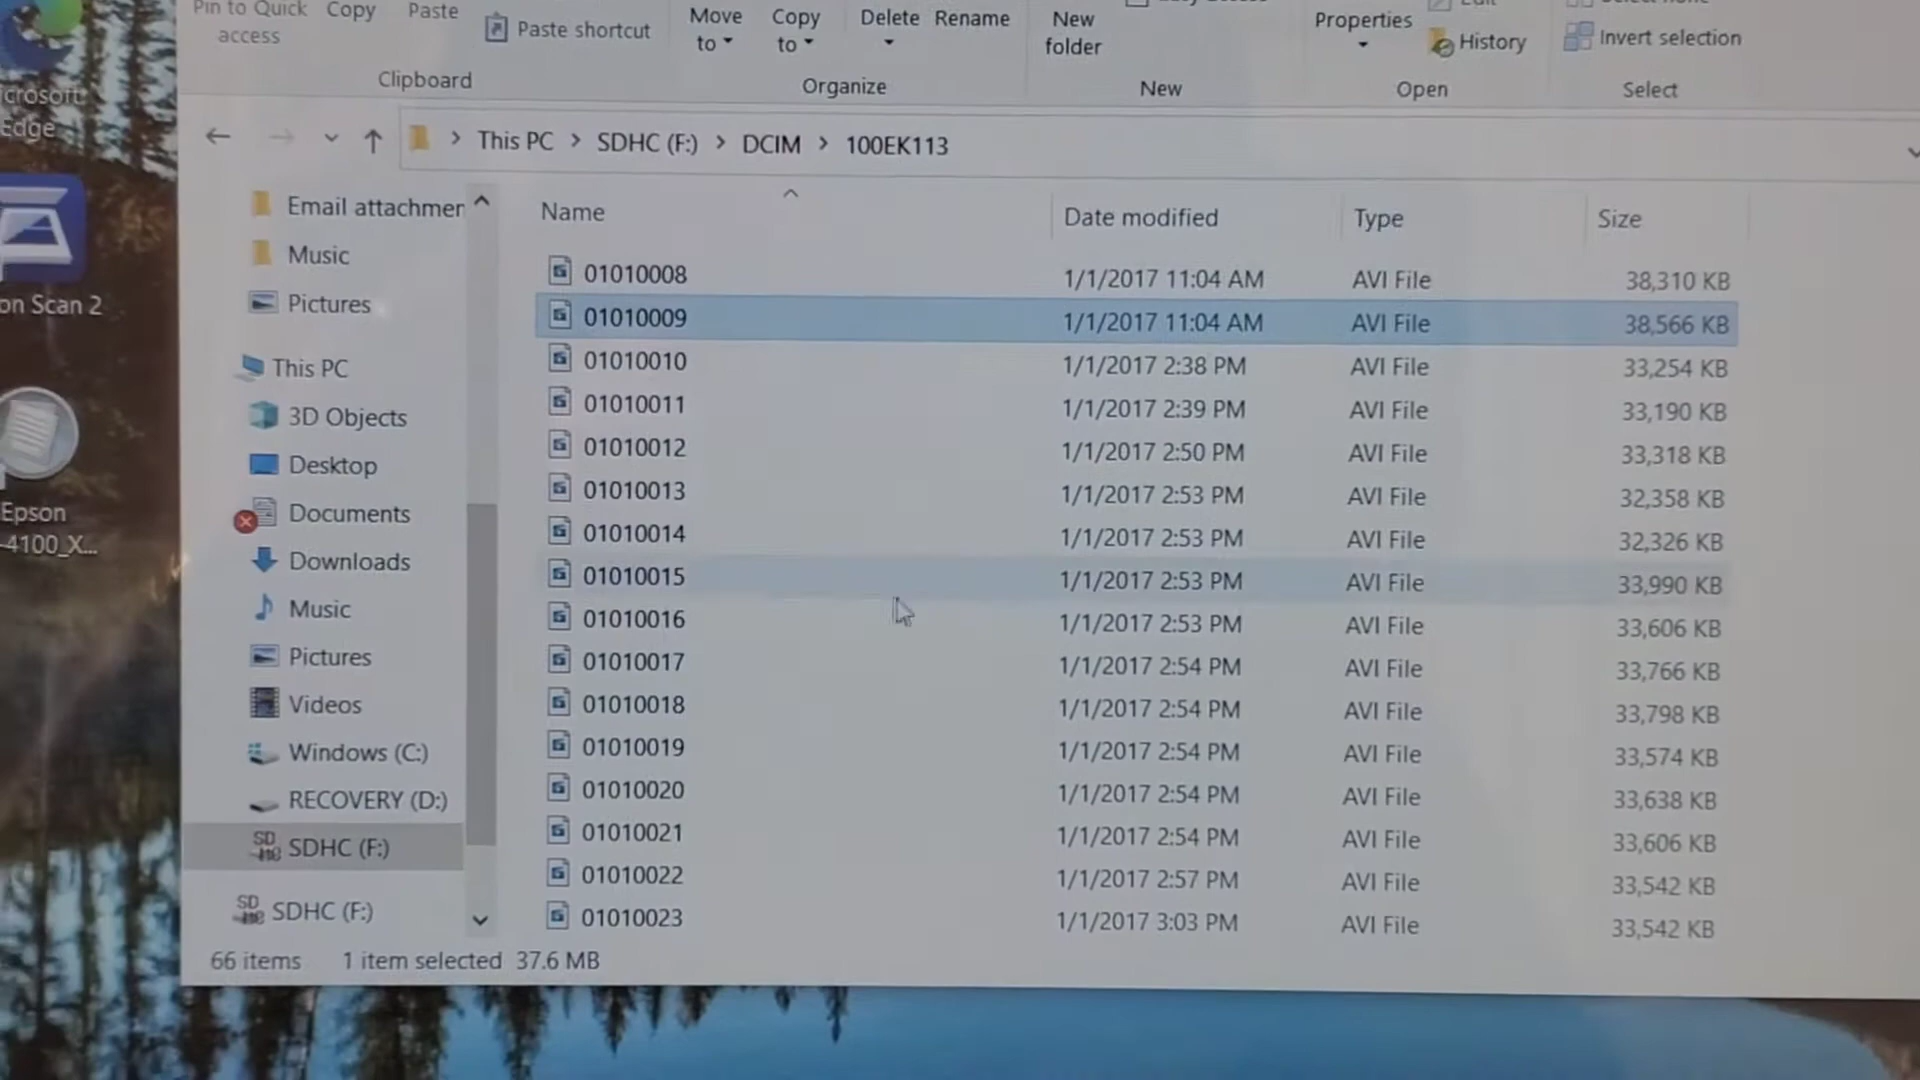 Pin to Quick
access
Copy
Paste
Paste shortcut
Move
to
Copy
to
Delete
Rename
New
folder
Properties
Edit
History
Invert selection
Clipboard
Organize
New
Open
Select
This PC > SDHC (F:) > DCIM > 100EK113
Edge
on Scan 2
Epson
-4100_X...
Email attachmen
Music
Pictures
This PC
3D Objects
Desktop
Documents
Downloads
Music
Pictures
Videos
Windows (C:)
RECOVERY (D:)
SDHC (F:)
SDHC (F:)
Name Date modified Type Size
01010008 1/1/2017 11:04 AM AVI File 38,310 KB
01010009 1/1/2017 11:04 AM AVI File 38,566 KB
01010010 1/1/2017 2:38 PM AVI File 33,254 KB
01010011 1/1/2017 2:39 PM AVI File 33,190 KB
01010012 1/1/2017 2:50 PM AVI File 33,318 KB
01010013 1/1/2017 2:53 PM AVI File 32,358 KB
01010014 1/1/2017 2:53 PM AVI File 32,326 KB
01010015 1/1/2017 2:53 PM AVI File 33,990 KB
01010016 1/1/2017 2:53 PM AVI File 33,606 KB
01010017 1/1/2017 2:54 PM AVI File 33,766 KB
01010018 1/1/2017 2:54 PM AVI File 33,798 KB
01010019 1/1/2017 2:54 PM AVI File 33,574 KB
01010020 1/1/2017 2:54 PM AVI File 33,638 KB
01010021 1/1/2017 2:54 PM AVI File 33,606 KB
01010022 1/1/2017 2:57 PM AVI File 33,542 KB
01010023 1/1/2017 3:03 PM AVI File 33,542 KB
66 items 1 item selected 37.6 MB